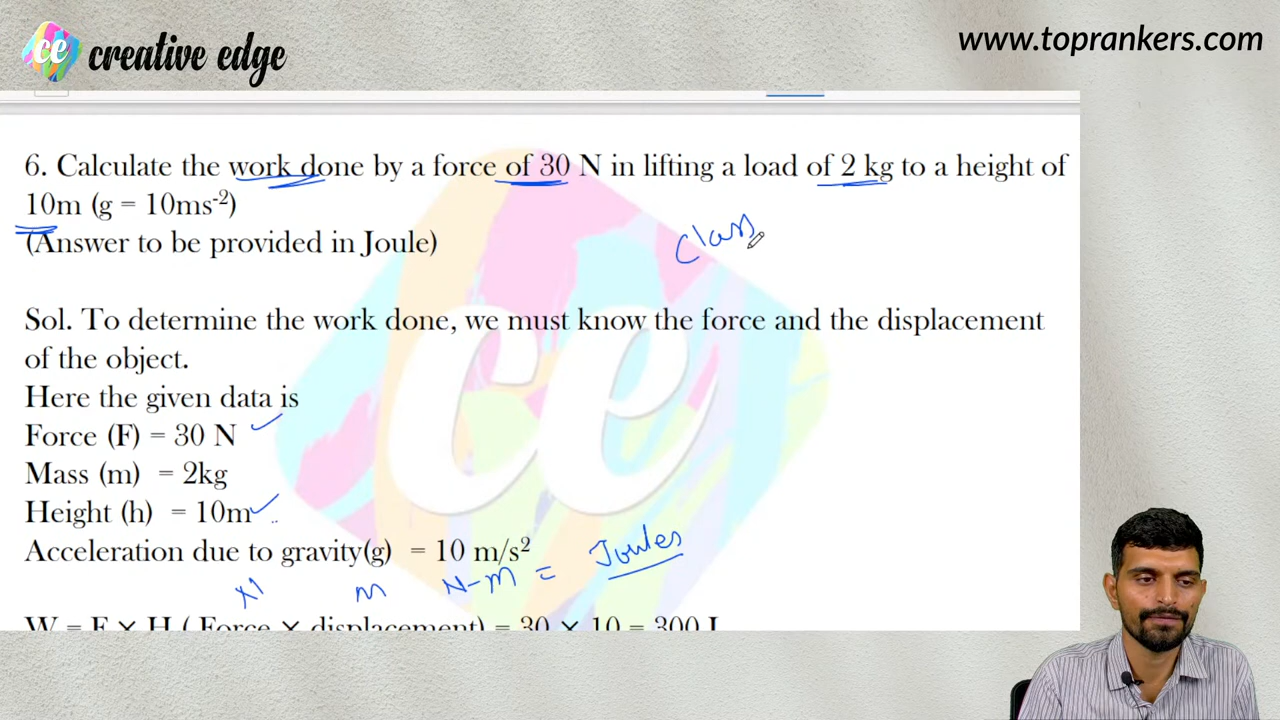 ce creative edge
www.toprankers.com
6. Calculate the work done by a force of 30 N in lifting a load of 2 kg to a height of
10m (g = 10ms⁻²)
(Answer to be provided in Joule)
Class
Sol. To determine the work done, we must know the force and the displacement
of the object.
Here the given data is
Force (F) = 30 N
Mass (m) = 2kg
Height (h) = 10m
Acceleration due to gravity(g) = 10 m/s²
N m N-m = Joules
W = F × H ( Force × displacement) = 30 × 10 = 300 J
ce